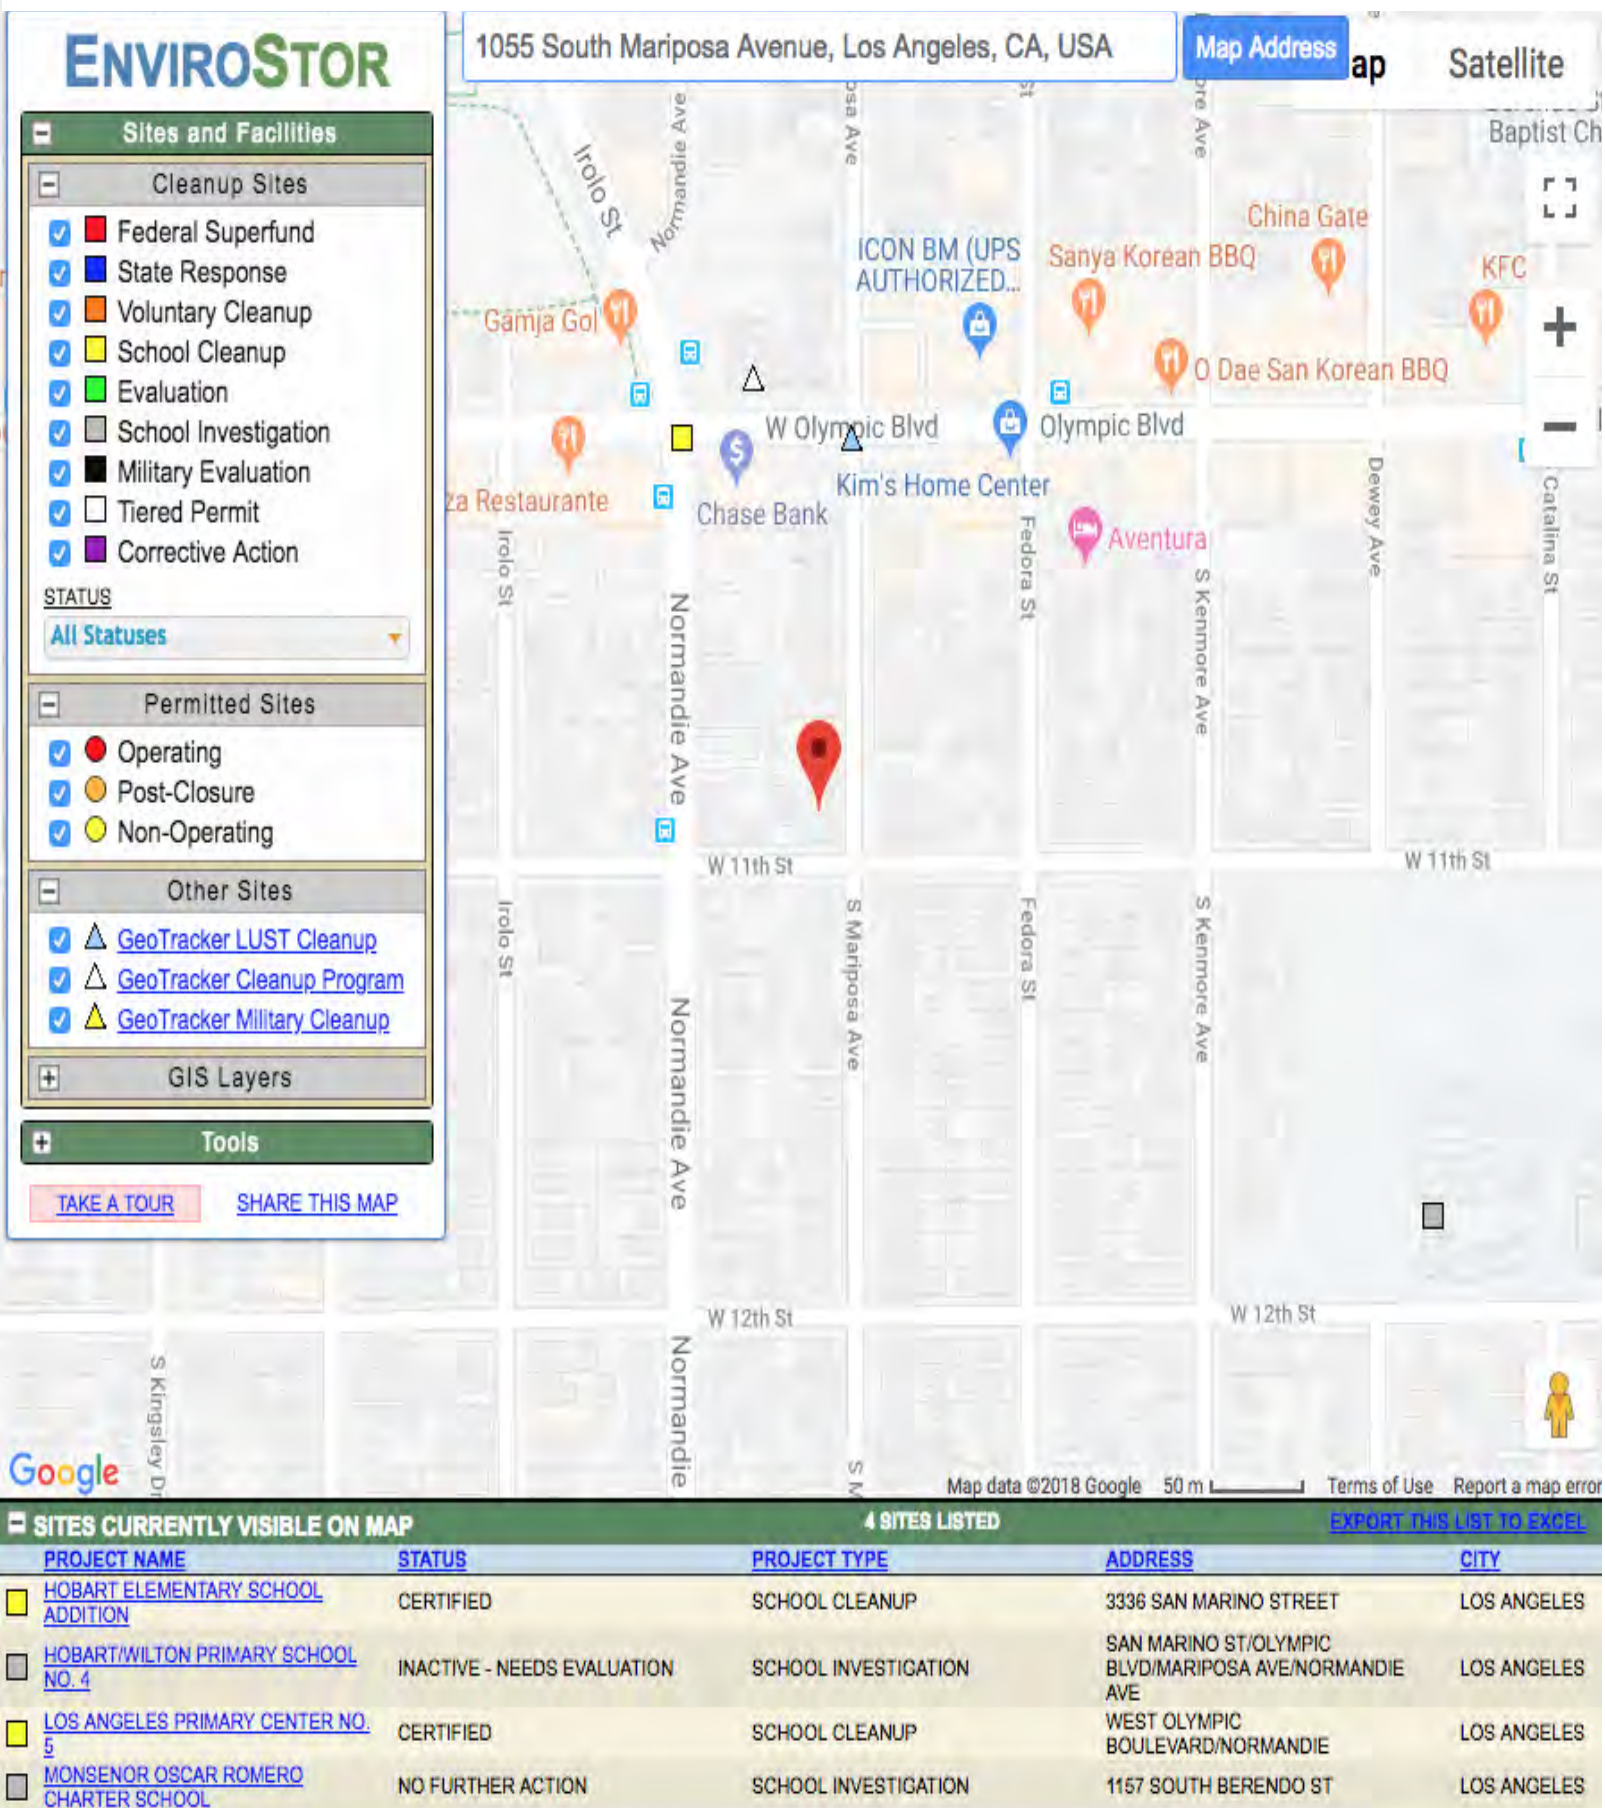 ENVIROSTOR
1055 South Mariposa Avenue, Los Angeles, CA, USA
Map Address
ap
Satellite
Sites and Facilities
Cleanup Sites
Federal Superfund
State Response
Voluntary Cleanup
School Cleanup
Evaluation
School Investigation
Military Evaluation
Tiered Permit
Corrective Action
STATUS
All Statuses
Permitted Sites
Operating
Post-Closure
Non-Operating
Other Sites
GeoTracker LUST Cleanup
GeoTracker Cleanup Program
GeoTracker Military Cleanup
GIS Layers
Tools
TAKE A TOUR
SHARE THIS MAP
Baptist Ch
Irolo St
Normandie Ave
osa Ave
St
ore Ave
China Gate
ICON BM (UPS
AUTHORIZED...
Sanya Korean BBQ
KFC
Gamja Gol
O Dae San Korean BBQ
W Olympic Blvd
Olympic Blvd
Kim's Home Center
za Restaurante
Chase Bank
Aventura
Irolo St
Normandie Ave
Fedora St
S Kenmore Ave
Dewey Ave
Catalina St
W 11th St
W 11th St
Irolo St
Normandie Ave
S Mariposa Ave
Fedora St
S Kenmore Ave
W 12th St
W 12th St
S Kingsley Dr
Normandie
S M
Google
Map data ©2018 Google
50 m
Terms of Use
Report a map error
SITES CURRENTLY VISIBLE ON MAP
4 SITES LISTED
EXPORT THIS LIST TO EXCEL
PROJECT NAME
STATUS
PROJECT TYPE
ADDRESS
CITY
HOBART ELEMENTARY SCHOOL
ADDITION
CERTIFIED
SCHOOL CLEANUP
3336 SAN MARINO STREET
LOS ANGELES
HOBART/WILTON PRIMARY SCHOOL
NO. 4
INACTIVE - NEEDS EVALUATION
SCHOOL INVESTIGATION
SAN MARINO ST/OLYMPIC
BLVD/MARIPOSA AVE/NORMANDIE
AVE
LOS ANGELES
LOS ANGELES PRIMARY CENTER NO.
5
CERTIFIED
SCHOOL CLEANUP
WEST OLYMPIC
BOULEVARD/NORMANDIE
LOS ANGELES
MONSENOR OSCAR ROMERO
CHARTER SCHOOL
NO FURTHER ACTION
SCHOOL INVESTIGATION
1157 SOUTH BERENDO ST
LOS ANGELES